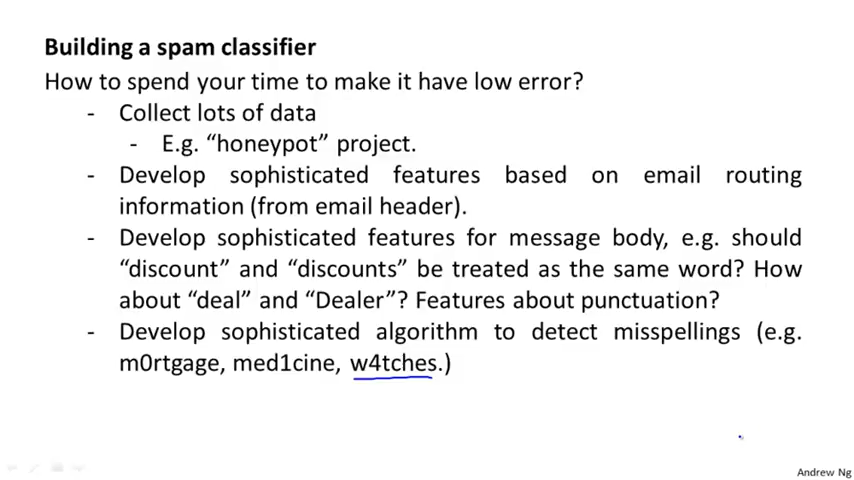 Building a spam classifier
How to spend your time to make it have low error?
- Collect lots of data
- E.g. “honeypot” project.
- Develop sophisticated features based on email routing
information (from email header).
- Develop sophisticated features for message body, e.g. should
“discount” and “discounts” be treated as the same word? How
about “deal” and “Dealer”? Features about punctuation?
- Develop sophisticated algorithm to detect misspellings (e.g.
m0rtgage, med1cine, w4tches.)
Andrew Ng